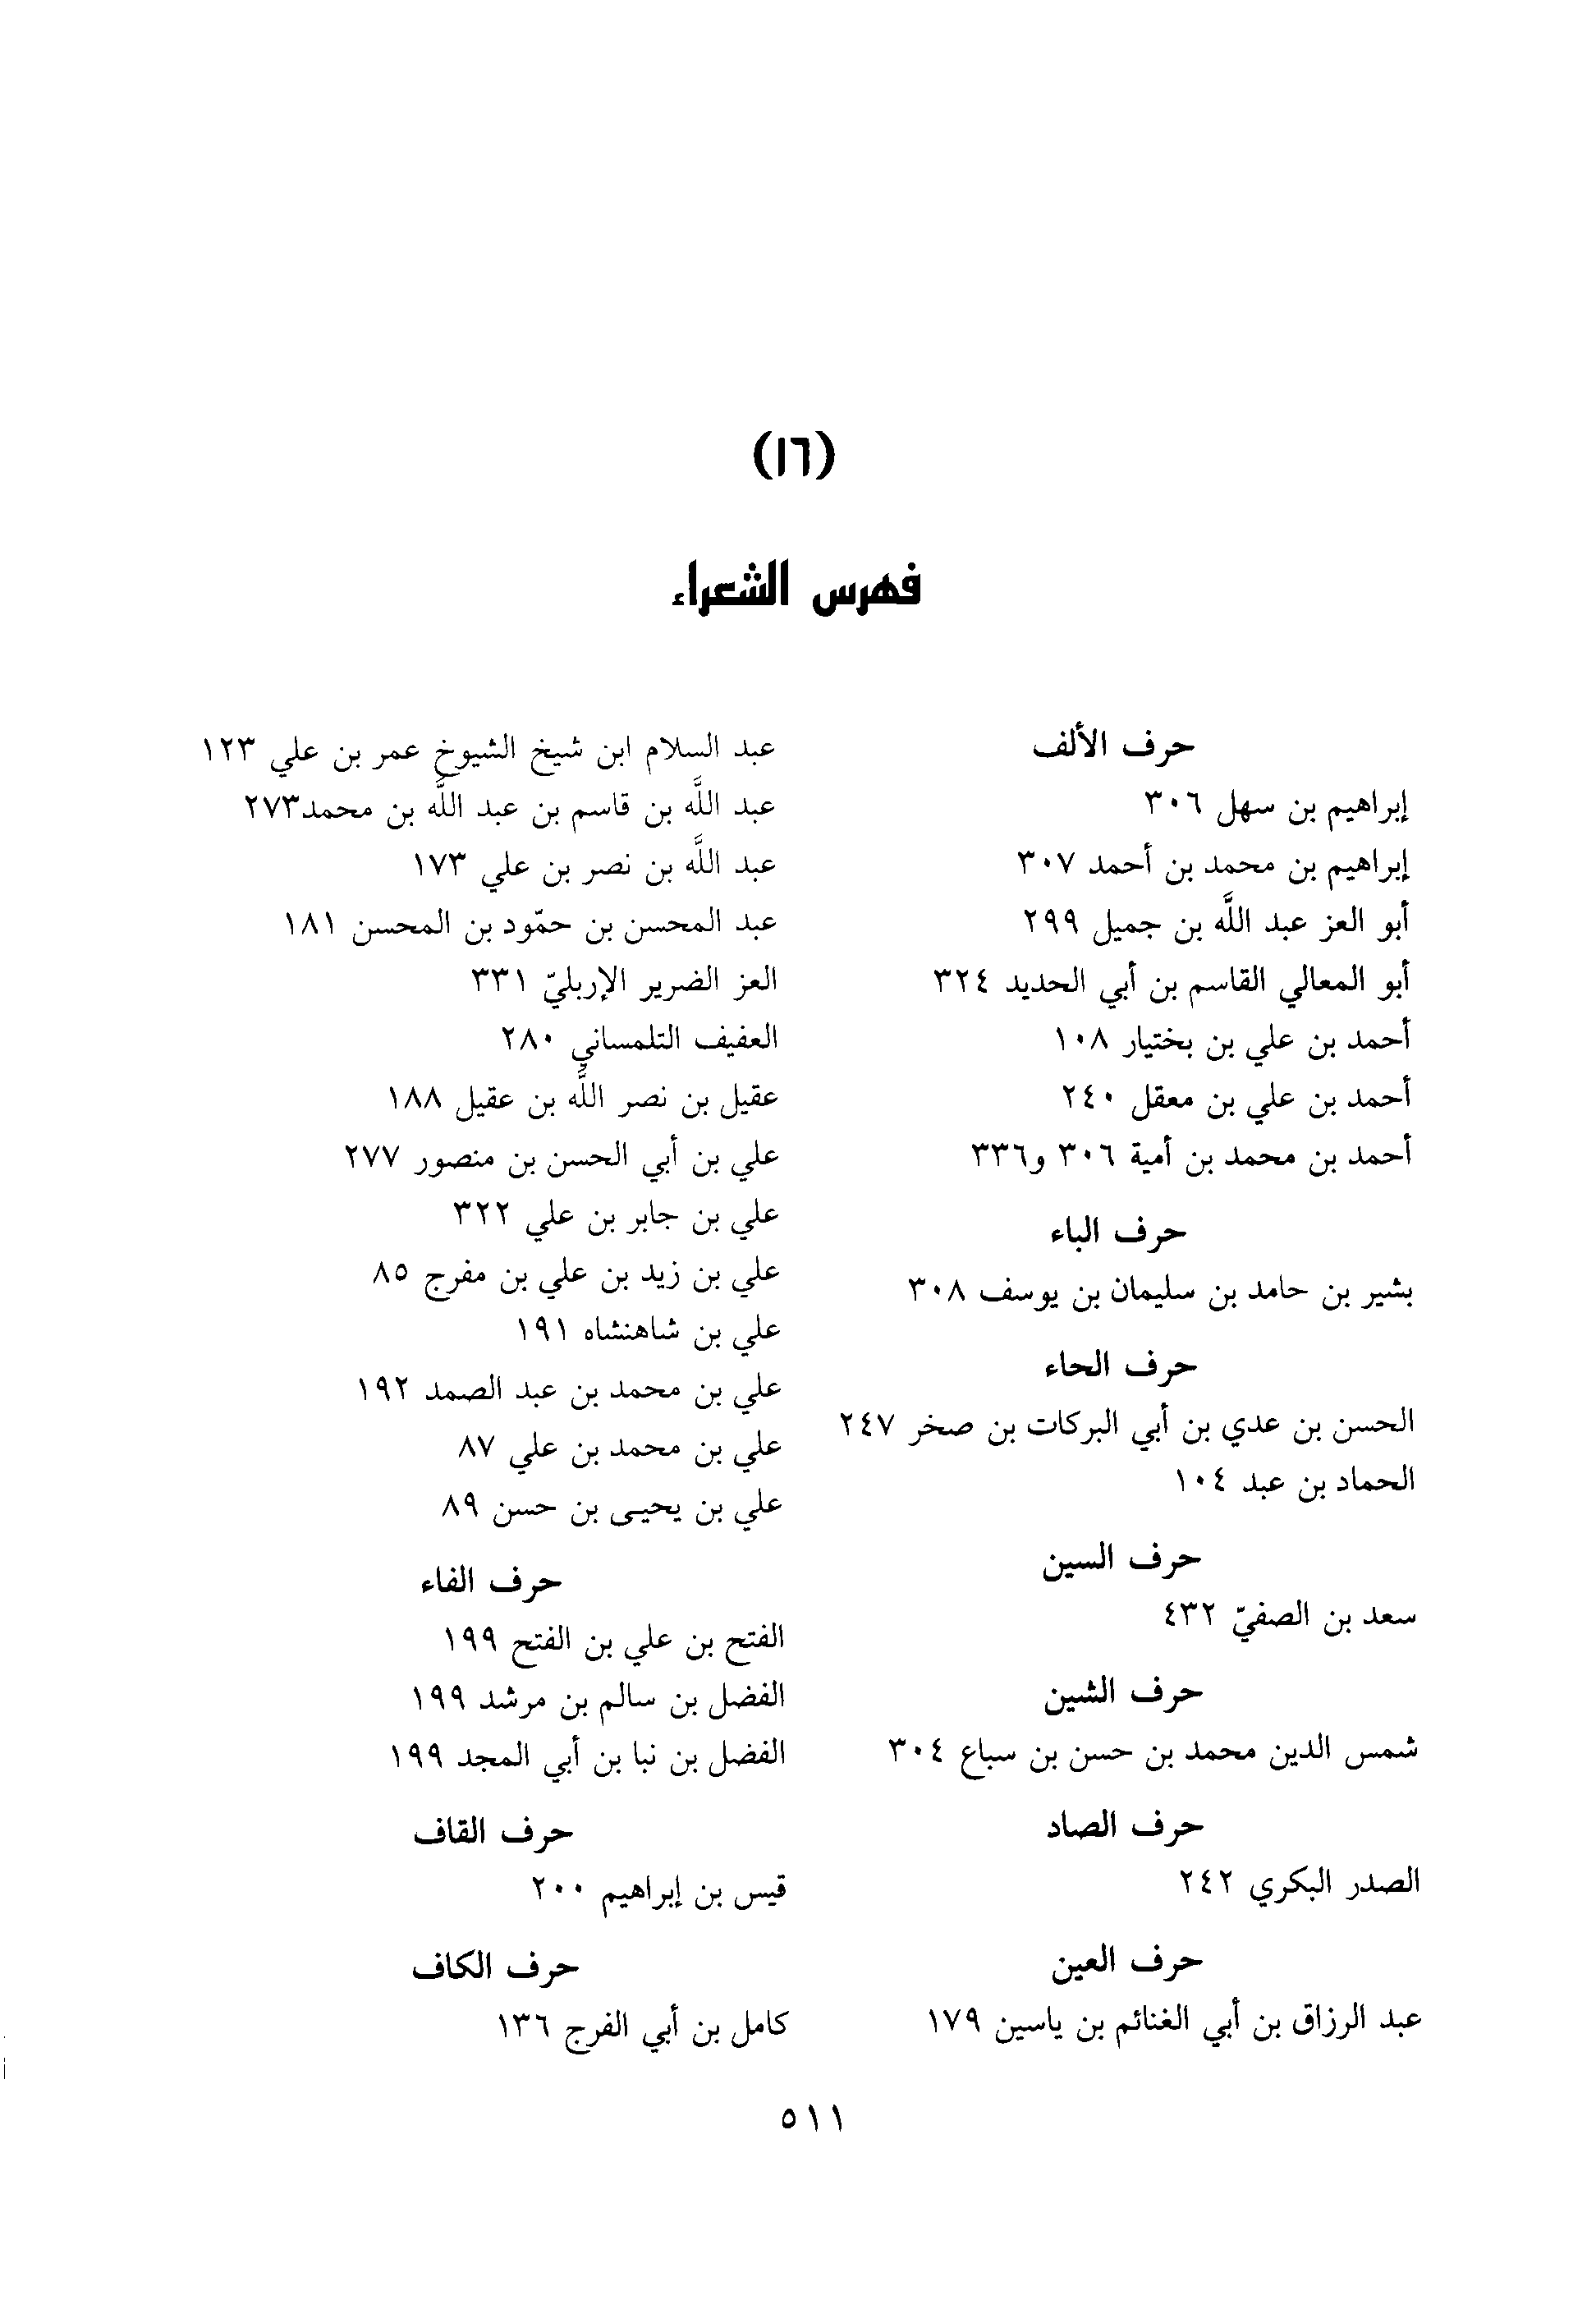 (١٦)
فهرس الشعراء
حرف الألف
إبراهيم بن سهل ٣٠٦
إبراهيم بن محمد بن أحمد ٣٠٧
أبو العز عبد اللَّه بن جميل ٢٩٩
أبو المعالي القاسم بن أبي الحديد ٣٢٤
أحمد بن علي بن بختيار ١٠٨
أحمد بن علي بن معقل ٢٤٠
أحمد بن محمد بن أمية ٣٠٦ و٣٣٦
حرف الباء
بشير بن حامد بن سليمان بن يوسف ٣٠٨
حرف الحاء
الحسن بن عدي بن أبي البركات بن صخر ٢٤٧
الحماد بن عبد ١٠٤
حرف السين
سعد بن الصفيّ ٤٣٢
حرف الشين
شمس الدين محمد بن حسن بن سباع ٣٠٤
حرف الصاد
الصدر البكري ٢٤٢
حرف العين
عبد الرزاق بن أبي الغنائم بن ياسين ١٧٩
عبد السلام ابن شيخ الشيوخ عمر بن علي ١٢٣
عبد اللَّه بن قاسم بن عبد اللَّه بن محمد٢٧٣
عبد اللَّه بن نصر بن علي ١٧٣
عبد المحسن بن حمّود بن المحسن ١٨١
العز الضرير الإربليّ ٣٣١
العفيف التلمساني ٢٨٠
عقيل بن نصر اللَّه بن عقيل ١٨٨
علي بن أبي الحسن بن منصور ٢٧٧
علي بن جابر بن علي ٣٢٢
علي بن زيد بن علي بن مفرج ٨٥
علي بن شاهنشاه ١٩١
علي بن محمد بن عبد الصمد ١٩٢
علي بن محمد بن علي ٨٧
علي بن يحيى بن حسن ٨٩
حرف الفاء
الفتح بن علي بن الفتح ١٩٩
الفضل بن سالم بن مرشد ١٩٩
الفضل بن نبا بن أبي المجد ١٩٩
حرف القاف
قيس بن إبراهيم ٢٠٠
حرف الكاف
كامل بن أبي الفرج ١٣٦
٥١١